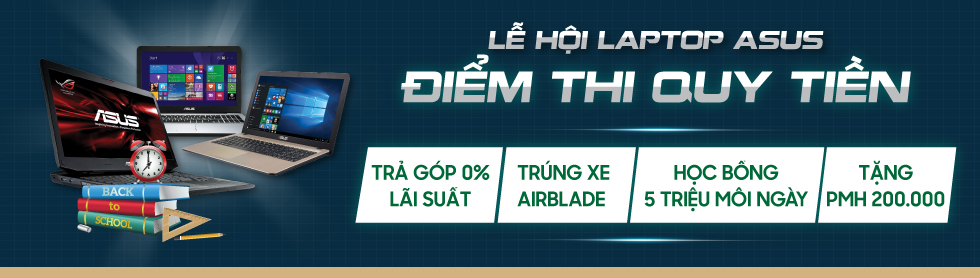 LỄ HỘI LAPTOP ASUS
ĐIỂM THI QUY TIỀN
TRẢ GÓP 0%
LÃI SUẤT
TRÚNG XE
AIRBLADE
HỌC BỔNG
5 TRIỆU MỖI NGÀY
TẶNG
PMH 200.000
ASUS
BACK
to
SCHOOL